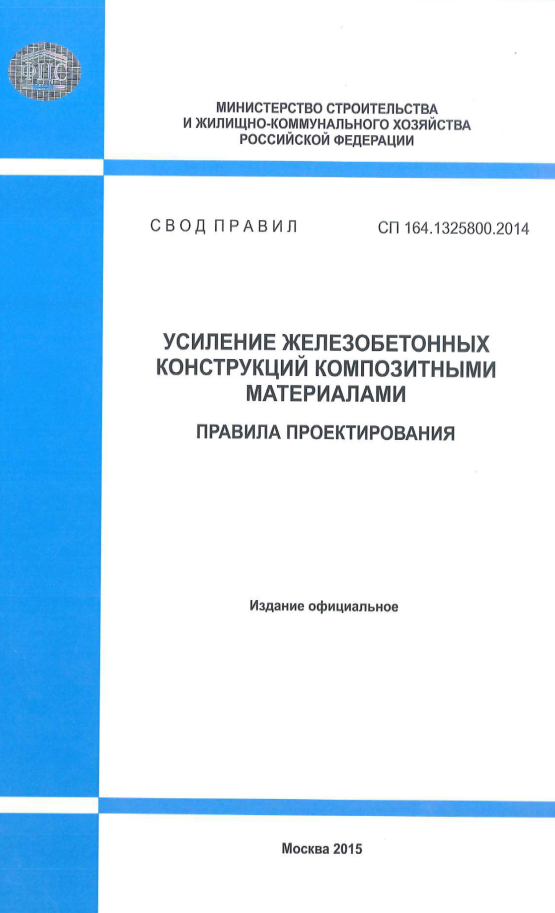 ФЦС
МИНИСТЕРСТВО СТРОИТЕЛЬСТВА
И ЖИЛИЩНО-КОММУНАЛЬНОГО ХОЗЯЙСТВА
РОССИЙСКОЙ ФЕДЕРАЦИИ
СВОД ПРАВИЛ СП 164.1325800.2014
УСИЛЕНИЕ ЖЕЛЕЗОБЕТОННЫХ
КОНСТРУКЦИЙ КОМПОЗИТНЫМИ
МАТЕРИАЛАМИ
ПРАВИЛА ПРОЕКТИРОВАНИЯ
Издание официальное
Москва 2015